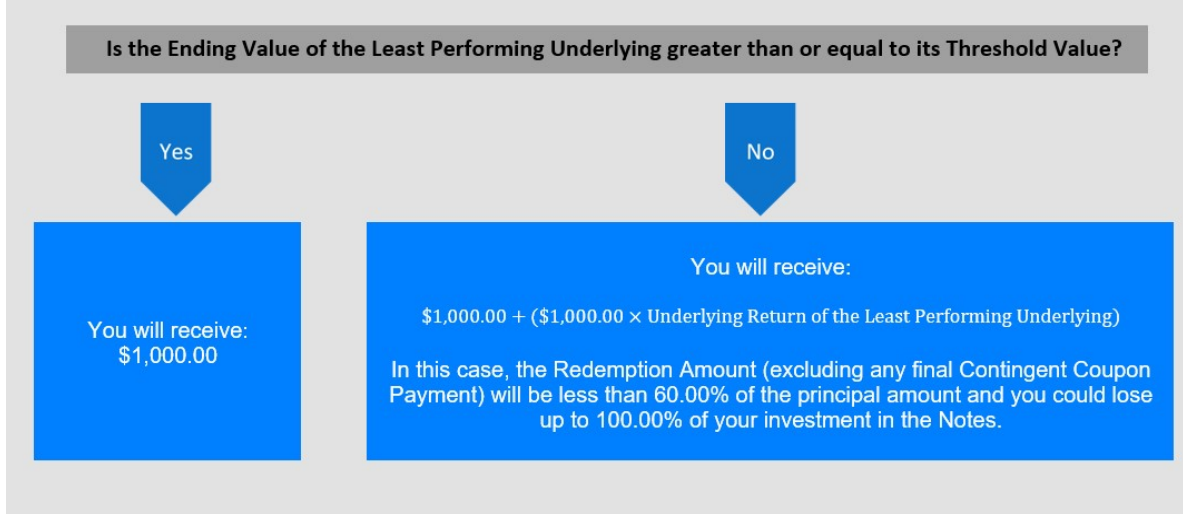 Is the Ending Value of the Least Performing Underlying greater than or equal to its Threshold Value?
Yes
No
You will receive:
$1,000.00
You will receive:
$1,000.00 + ($1,000.00 × Underlying Return of the Least Performing Underlying)
In this case, the Redemption Amount (excluding any final Contingent Coupon
Payment) will be less than 60.00% of the principal amount and you could lose
up to 100.00% of your investment in the Notes.